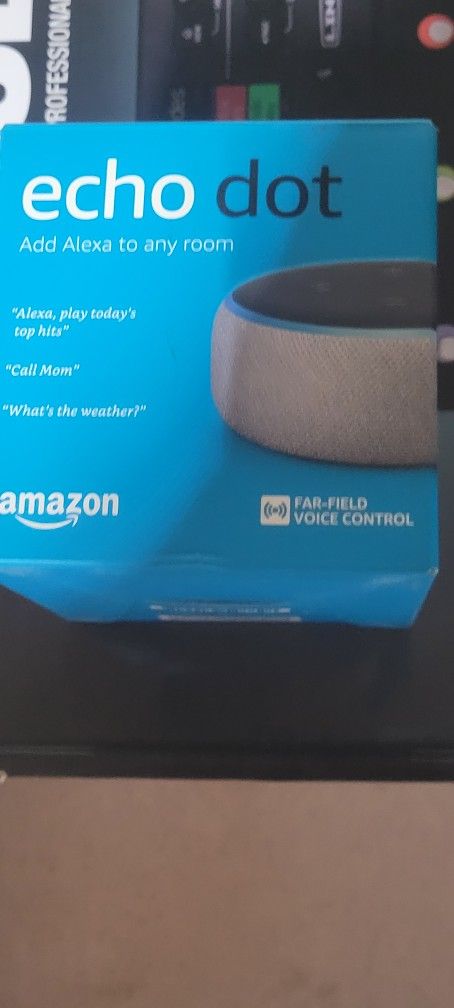 PROFESSIONAL
echo dot
Add Alexa to any room
"Alexa, play today's
top hits"
"Call Mom"
"What's the weather?"
amazon
FAR-FIELD
VOICE CONTROL